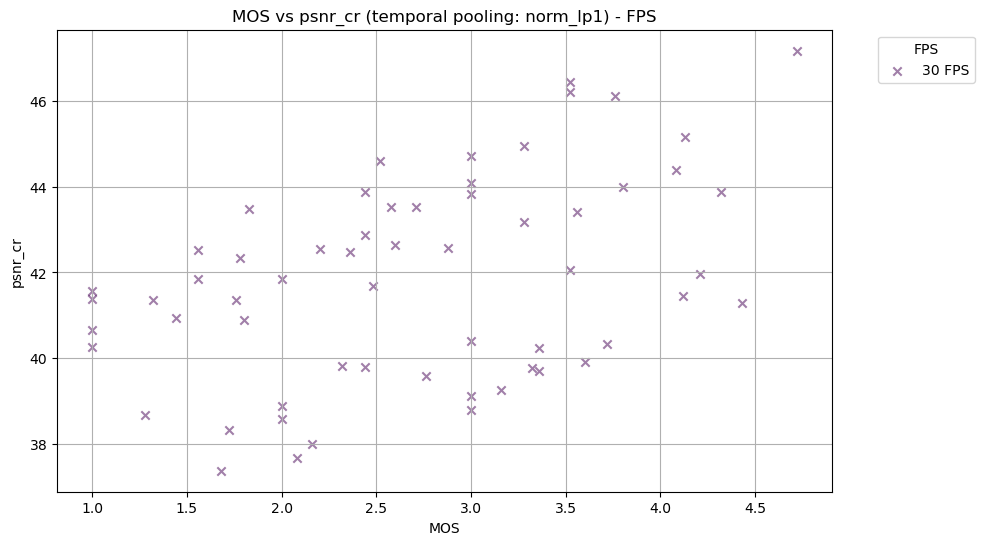 MOS vs psnr_cr (temporal pooling: norm_lp1) - FPS
FPS
30 FPS
46
44
42
40
38
psnr_cr
1.0 1.5 2.0 2.5 3.0 3.5 4.0 4.5
MOS